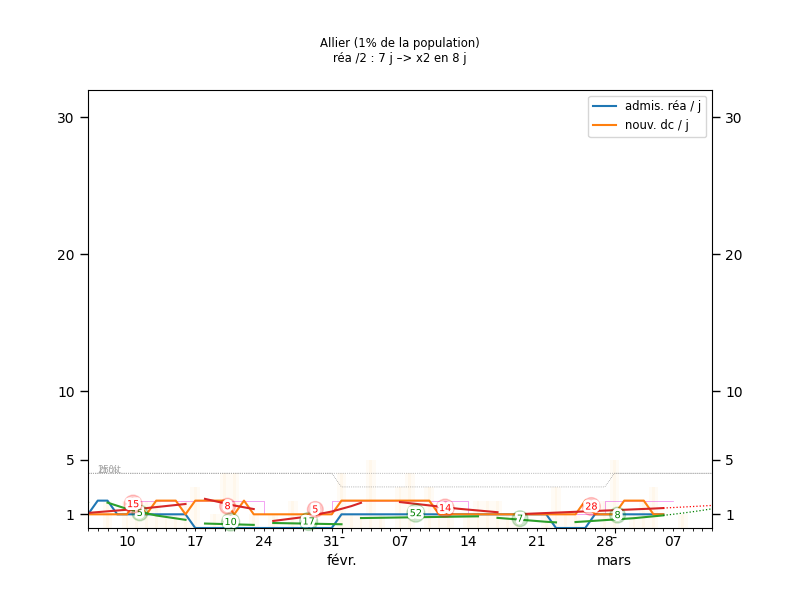 Allier (1% de la population)
réa /2 : 7 j –> x2 en 8 j
admis. réa / j
nouv. dc / j
30 30
20 20
10 10
5 5
1 1
15 5 8 10 5 17 52 14 7 28 8
10 17 24 31 07 14 21 28 07
févr. mars